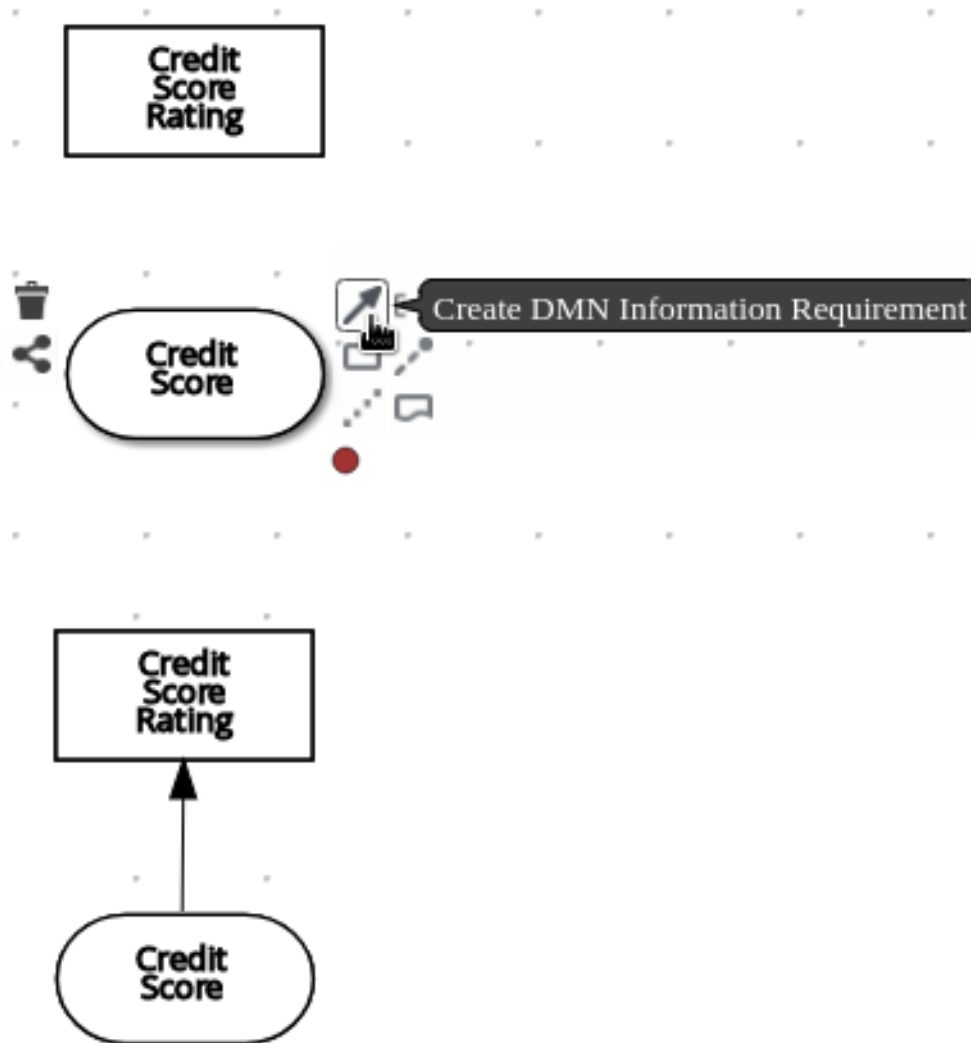 Credit
Score
Rating
Credit
Score
Create DMN Information Requirement
Credit
Score
Rating
Credit
Score